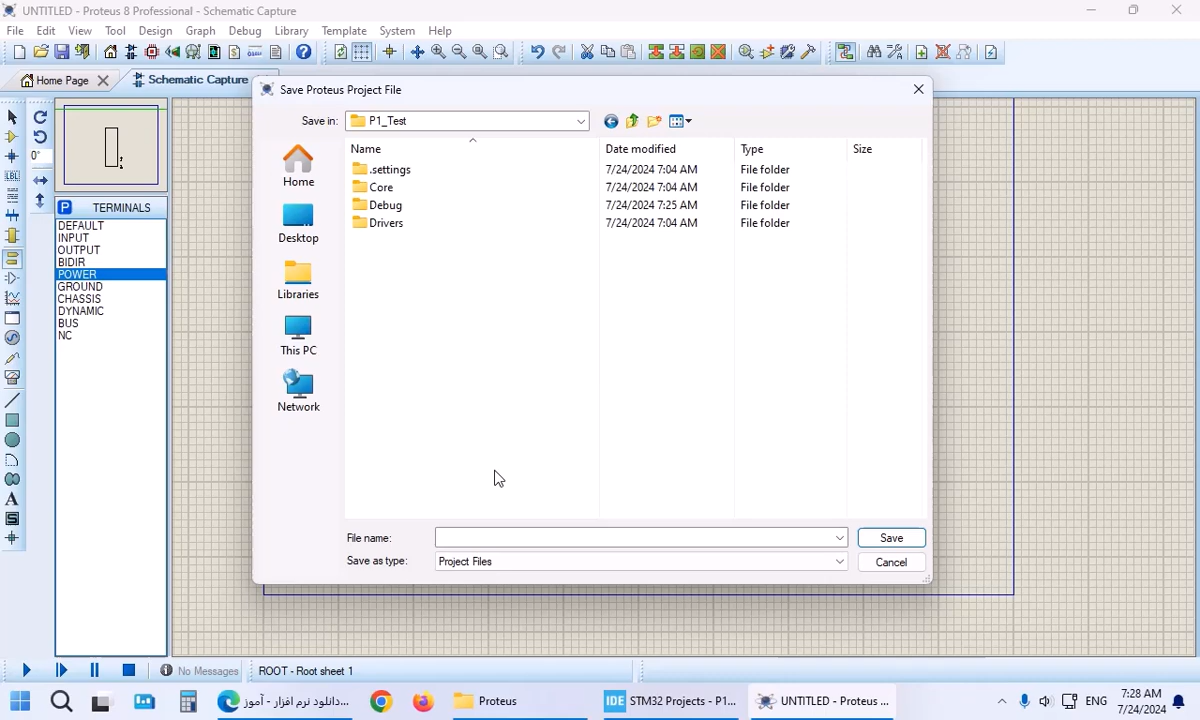 UNTITLED - Proteus 8 Professional - Schematic Capture
File Edit View Tool Design Graph Debug Library Template System Help
Home Page
Schematic Capture
0°
P TERMINALS
DEFAULT
INPUT
OUTPUT
BIDIR
POWER
GROUND
CHASSIS
DYNAMIC
BUS
NC
Save Proteus Project File
Save in: P1_Test
Home
Desktop
Libraries
This PC
Network
Name Date modified Type Size
.settings 7/24/2024 7:04 AM File folder
Core 7/24/2024 7:04 AM File folder
Debug 7/24/2024 7:25 AM File folder
Drivers 7/24/2024 7:04 AM File folder
File name: Save
Save as type: Project Files Cancel
No Messages
ROOT - Root sheet 1
دانلود نرم افزار - آموز...
Proteus
IDE STM32 Projects - P1...
UNTITLED - Proteus ...
ENG
7:28 AM
7/24/2024